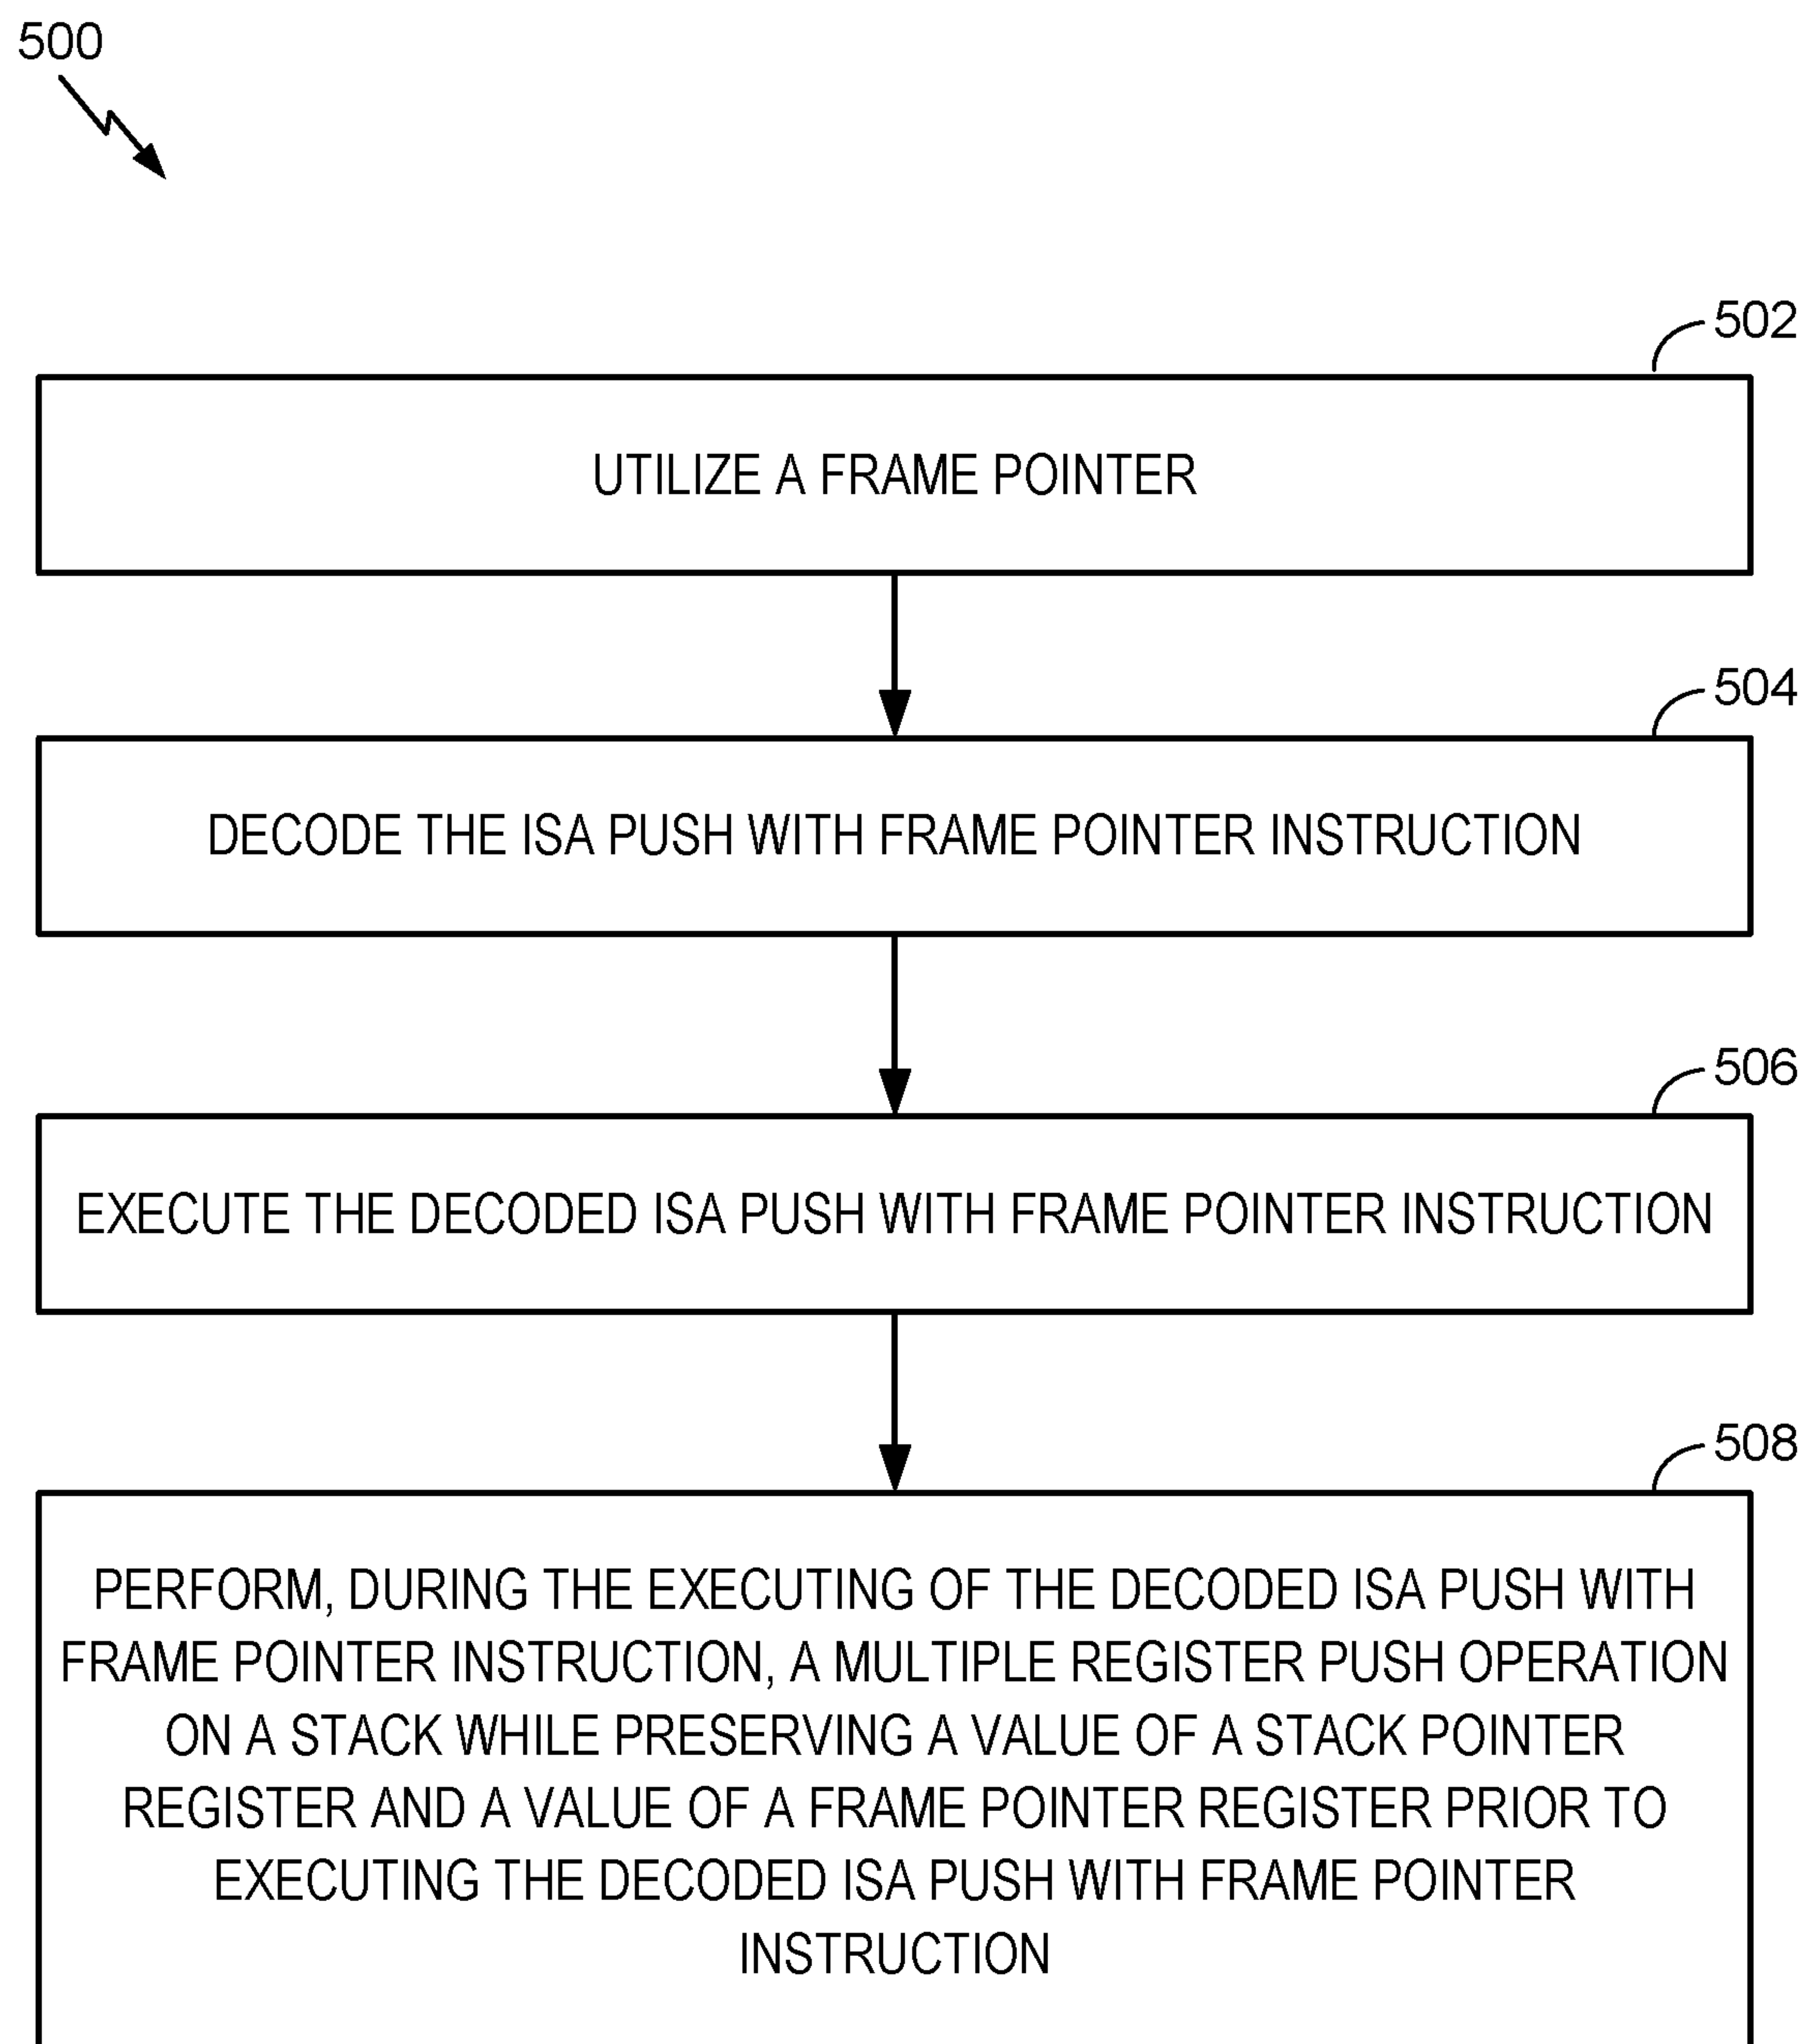 500
502
UTILIZE A FRAME POINTER
504
DECODE THE ISA PUSH WITH FRAME POINTER INSTRUCTION
506
EXECUTE THE DECODED ISA PUSH WITH FRAME POINTER INSTRUCTION
508
PERFORM, DURING THE EXECUTING OF THE DECODED ISA PUSH WITH
FRAME POINTER INSTRUCTION, A MULTIPLE REGISTER PUSH OPERATION
ON A STACK WHILE PRESERVING A VALUE OF A STACK POINTER
REGISTER AND A VALUE OF A FRAME POINTER REGISTER PRIOR TO
EXECUTING THE DECODED ISA PUSH WITH FRAME POINTER
INSTRUCTION